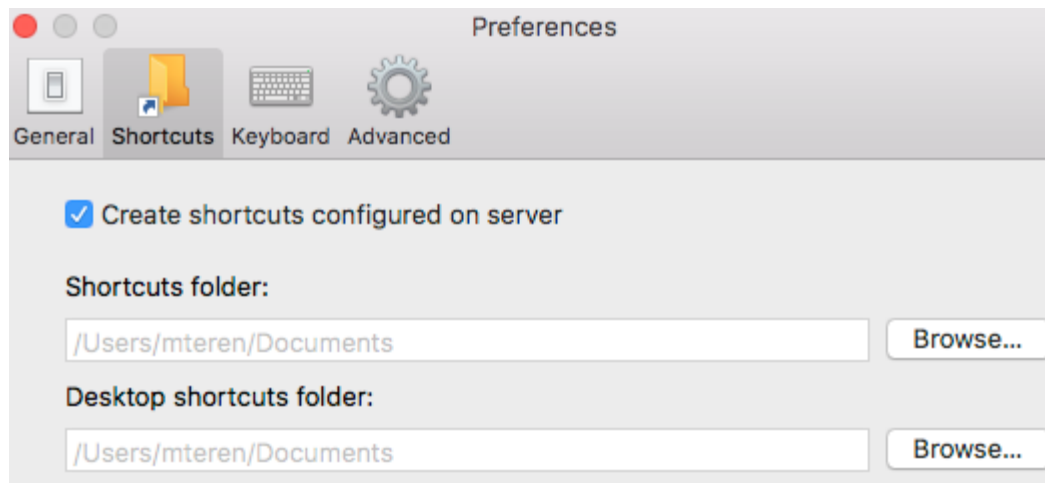 Preferences
General Shortcuts Keyboard Advanced
Create shortcuts configured on server
Shortcuts folder:
/Users/mteren/Documents Browse...
Desktop shortcuts folder:
/Users/mteren/Documents Browse...